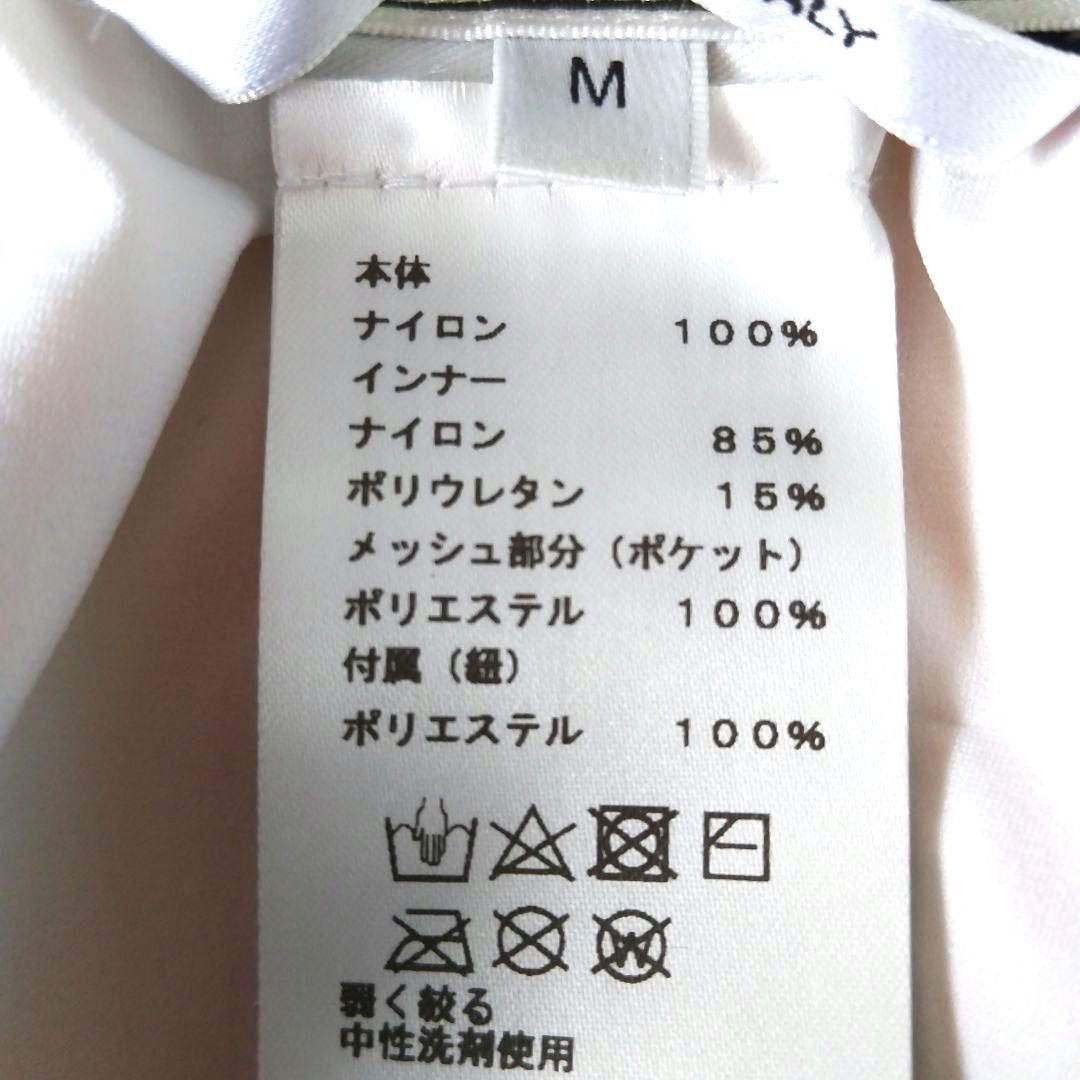 M
本体
ナイロン 100%
インナー
ナイロン 85%
ポリウレタン 15%
メッシュ部分(ポケット)
ポリエステル 100%
付属(紐)
ポリエステル 100%
W
弱く絞る
中性洗剤使用